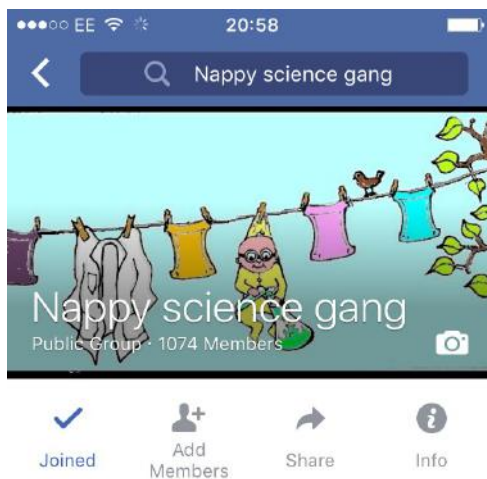 EE 20:58
Nappy science gang
Nappy science gang
Public Group · 1074 Members
Joined
Add
Members
Share
Info